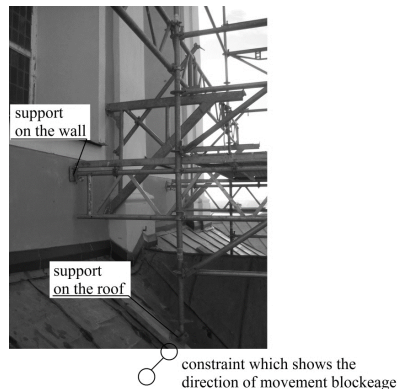 support
on the wall
support
on the roof
constraint which shows the
direction of movement blockeage